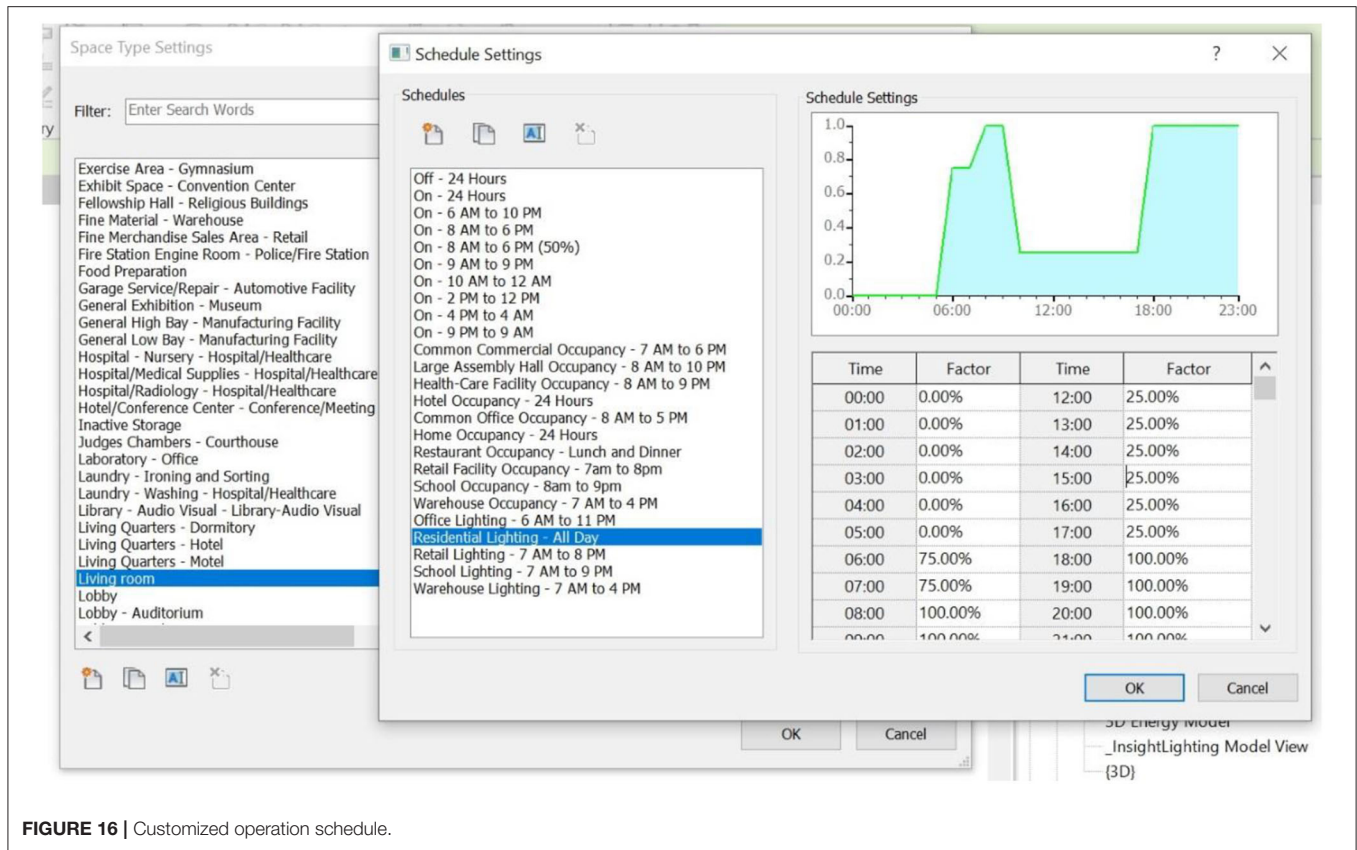 Space Type Settings
Filter:
Enter Search Words
ry
Exercise Area - Gymnasium
Exhibit Space - Convention Center
Fellowship Hall - Religious Buildings
Fine Material - Warehouse
Fine Merchandise Sales Area - Retail
Fire Station Engine Room - Police/Fire Station
Food Preparation
Garage Service/Repair - Automotive Facility
General Exhibition - Museum
General High Bay - Manufacturing Facility
General Low Bay - Manufacturing Facility
Hospital - Nursery - Hospital/Healthcare
Hospital/Medical Supplies - Hospital/Healthcare
Hospital/Radiology - Hospital/Healthcare
Hotel/Conference Center - Conference/Meeting
Inactive Storage
Judges Chambers - Courthouse
Laboratory - Office
Laundry - Ironing and Sorting
Laundry - Washing - Hospital/Healthcare
Library - Audio Visual - Library-Audio Visual
Living Quarters - Dormitory
Living Quarters - Hotel
Living Quarters - Motel
Living room
Lobby
Lobby - Auditorium
OK Cancel
Schedule Settings
? 
Schedules
Off - 24 Hours
On - 24 Hours
On - 6 AM to 10 PM
On - 8 AM to 6 PM
On - 8 AM to 6 PM (50%)
On - 9 AM to 9 PM
On - 10 AM to 12 AM
On - 2 PM to 12 PM
On - 4 PM to 4 AM
On - 9 PM to 9 AM
Common Commercial Occupancy - 7 AM to 6 PM
Large Assembly Hall Occupancy - 8 AM to 10 PM
Health-Care Facility Occupancy - 8 AM to 9 PM
Hotel Occupancy - 24 Hours
Common Office Occupancy - 8 AM to 5 PM
Home Occupancy - 24 Hours
Restaurant Occupancy - Lunch and Dinner
Retail Facility Occupancy - 7am to 8pm
School Occupancy - 8am to 9pm
Warehouse Occupancy - 7 AM to 4 PM
Office Lighting - 6 AM to 11 PM
Residential Lighting - All Day
Retail Lighting - 7 AM to 8 PM
School Lighting - 7 AM to 9 PM
Warehouse Lighting - 7 AM to 4 PM
Schedule Settings
1.0
0.8
0.6
0.4
0.2
0.0
00:00 06:00 12:00 18:00 23:00
Time Factor Time Factor
00:00 0.00% 12:00 25.00%
01:00 0.00% 13:00 25.00%
02:00 0.00% 14:00 25.00%
03:00 0.00% 15:00 25.00%
04:00 0.00% 16:00 25.00%
05:00 0.00% 17:00 25.00%
06:00 75.00% 18:00 100.00%
07:00 75.00% 19:00 100.00%
08:00 100.00% 20:00 100.00%
09:00 100.00% 21:00 100.00%
OK Cancel
3D Energy Model
_InsightLighting Model View
{3D}
FIGURE 16 | Customized operation schedule.